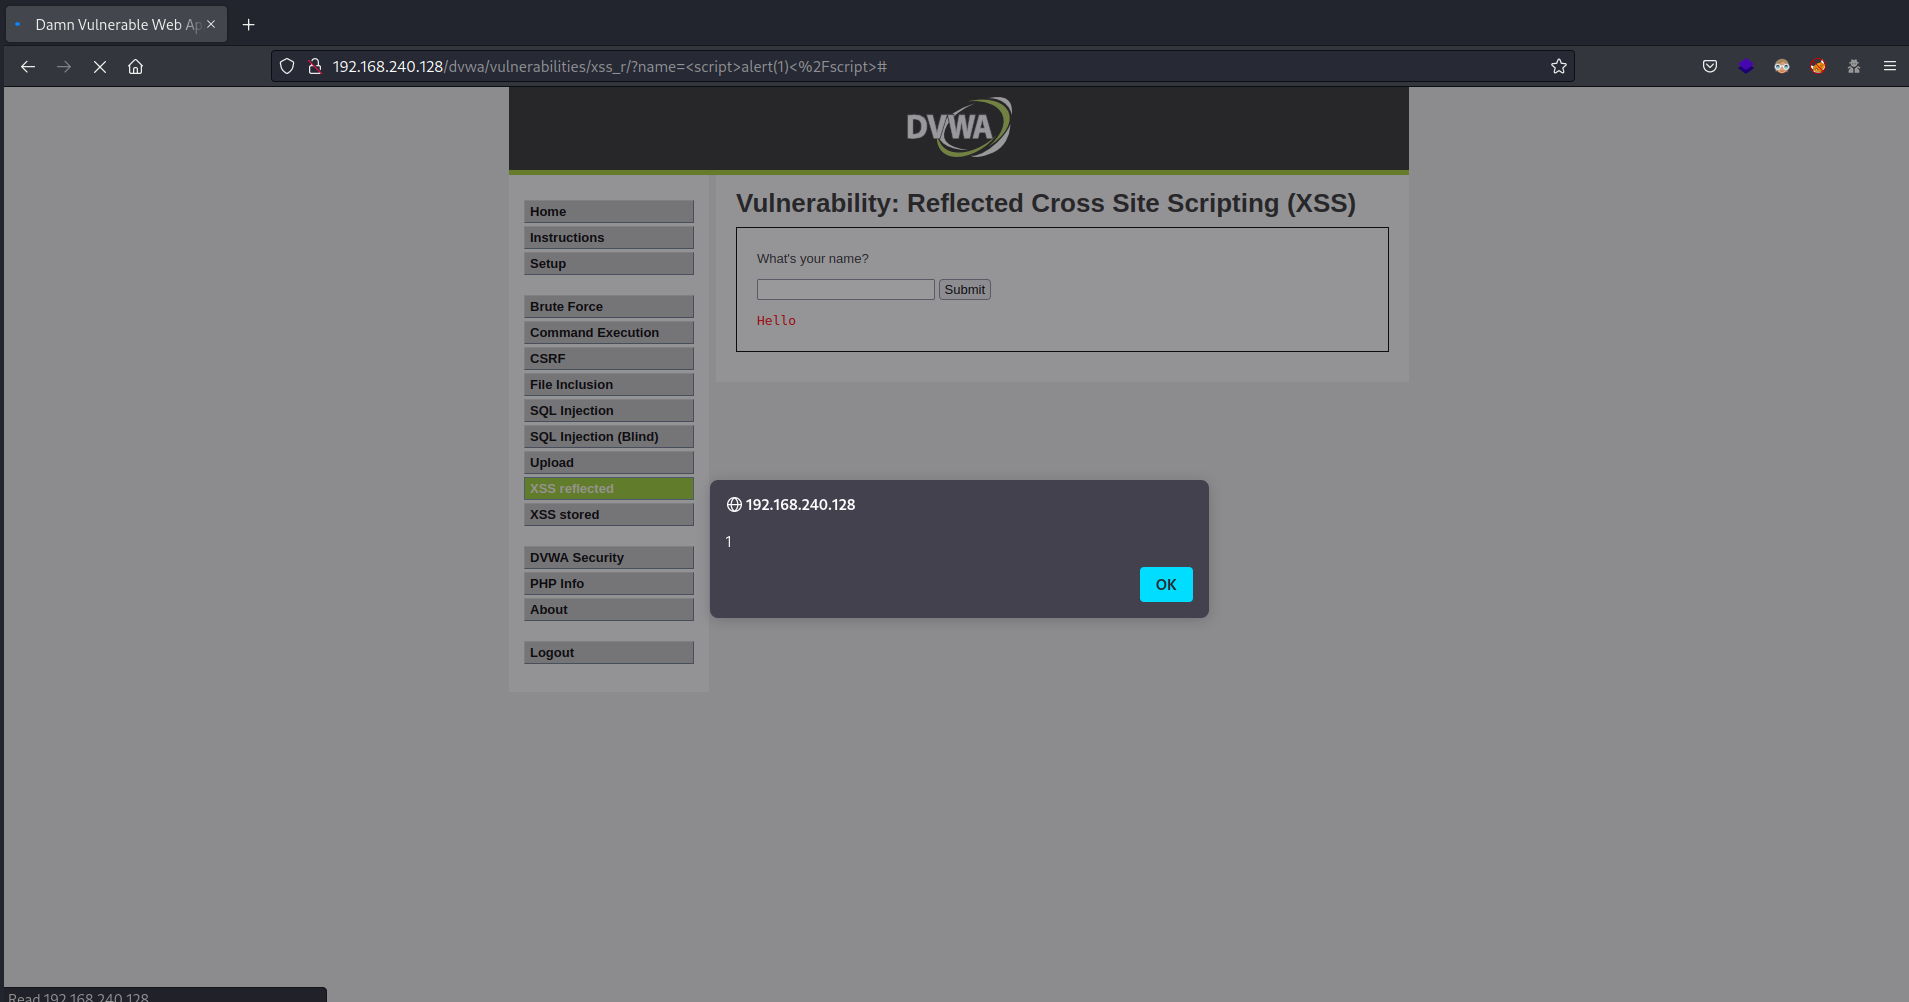 Damn Vulnerable Web Ap
192.168.240.128/dvwa/vulnerabilities/xss_r/?name=<script>alert(1)<%2Fscript>#
DVWA
Home
Instructions
Setup
Brute Force
Command Execution
CSRF
File Inclusion
SQL Injection
SQL Injection (Blind)
Upload
XSS reflected
XSS stored
DVWA Security
PHP Info
About
Logout
Vulnerability: Reflected Cross Site Scripting (XSS)
What's your name?
Submit
Hello
192.168.240.128
1
OK
Read 192.168.240.128